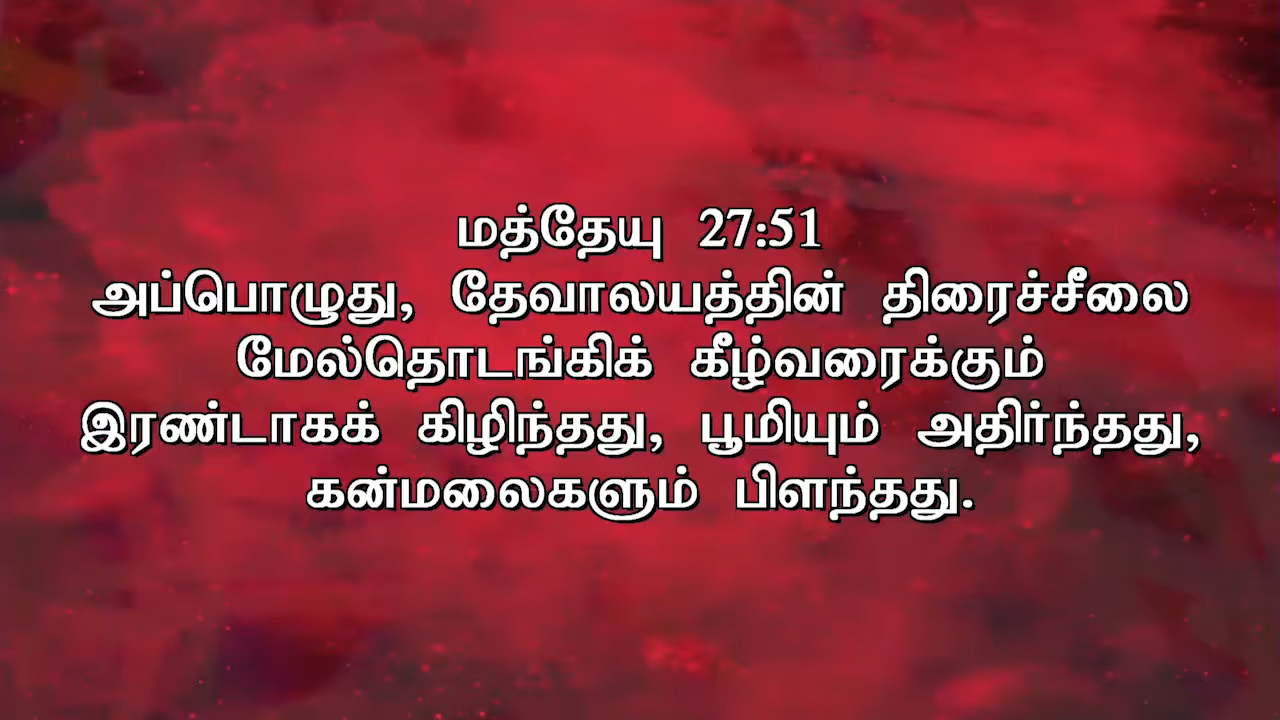 மத்தேயு 27:51
அப்பொழுது, தேவாலயத்தின் திரைச்சீலை
மேல்தொடங்கிக் கீழ்வரைக்கும்
இரண்டாகக் கிழிந்தது, பூமியும் அதிர்ந்தது,
கன்மலைகளும் பிளந்தது.